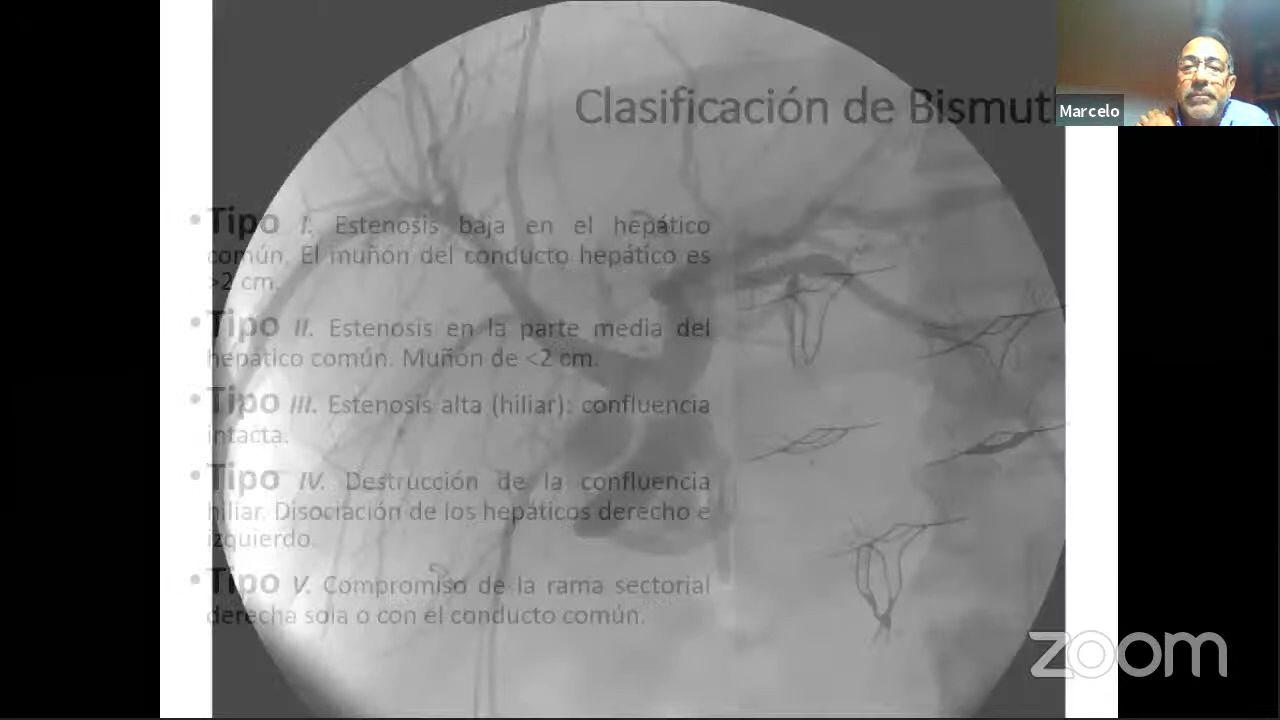 Clasificación de Bismut
Marcelo
• Tipo I. Estenosis baja en el hepático
común. El muñón del conducto hepático es
>2 cm.
• Tipo II. Estenosis en la parte media del
hepático común. Muñón de <2 cm.
• Tipo III. Estenosis alta (hiliar): confluencia
intacta.
• Tipo IV. Destrucción de la confluencia
hiliar. Disociación de los hepáticos derecho e
izquierdo.
• Tipo V. Compromiso de la rama sectorial
derecha sola o con el conducto común.
zoom